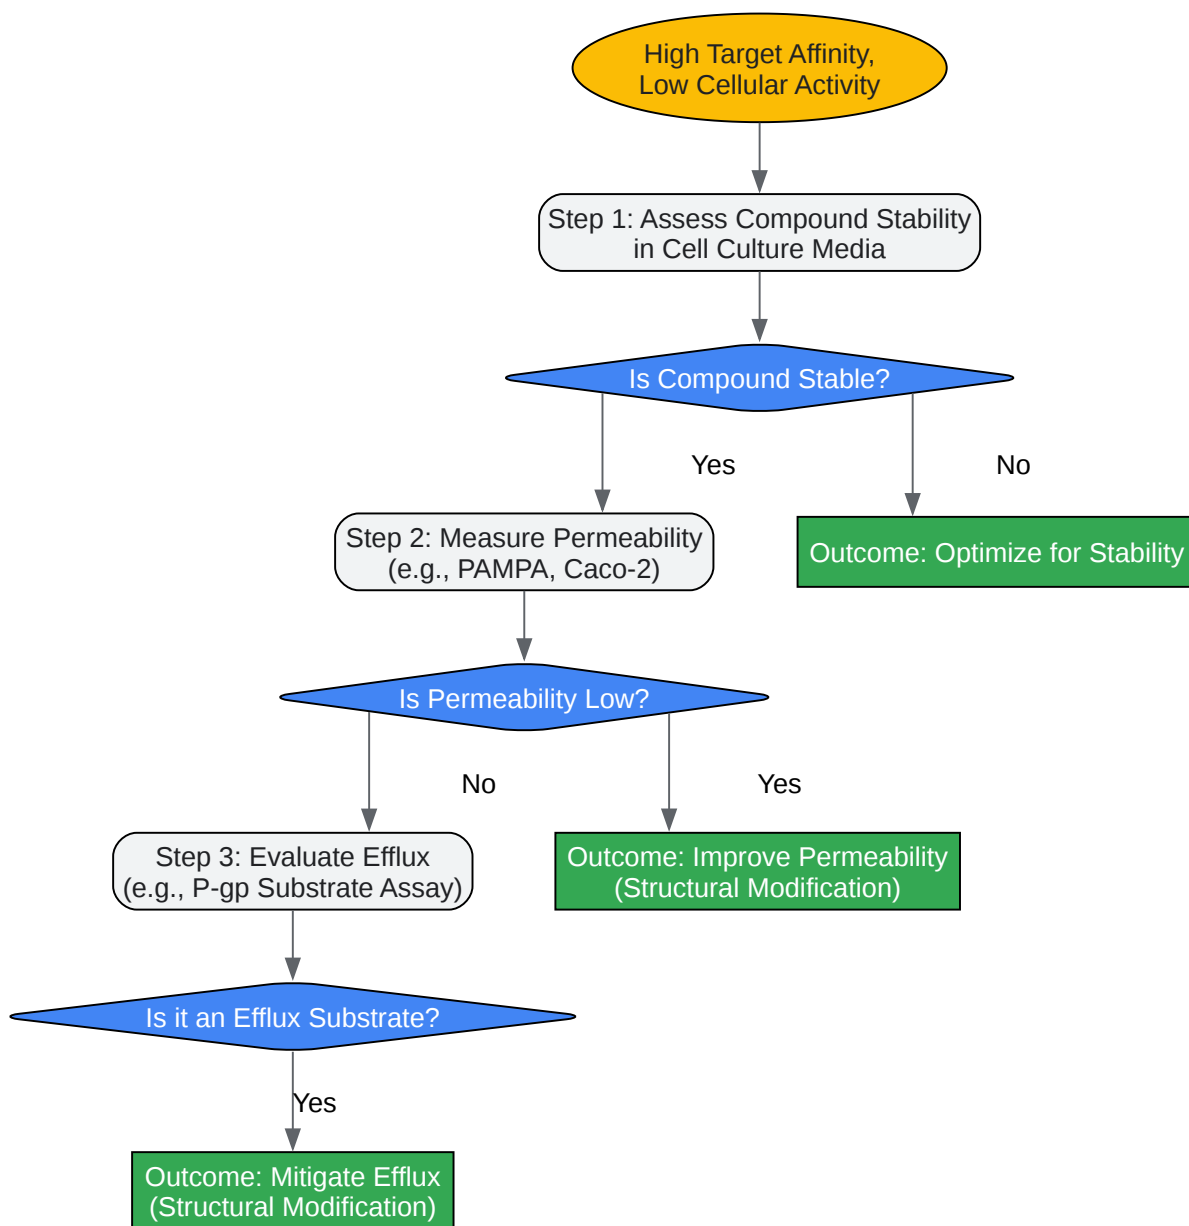 High Target Affinity,
Low Cellular Activity
Step 1: Assess Compound Stability
in Cell Culture Media
Is Compound Stable?
Yes
No
Step 2: Measure Permeability
(e.g., PAMPA, Caco-2)
Outcome: Optimize for Stability
Is Permeability Low?
No
Yes
Step 3: Evaluate Efflux
(e.g., P-gp Substrate Assay)
Outcome: Improve Permeability
(Structural Modification)
Is it an Efflux Substrate?
Yes
Outcome: Mitigate Efflux
(Structural Modification)